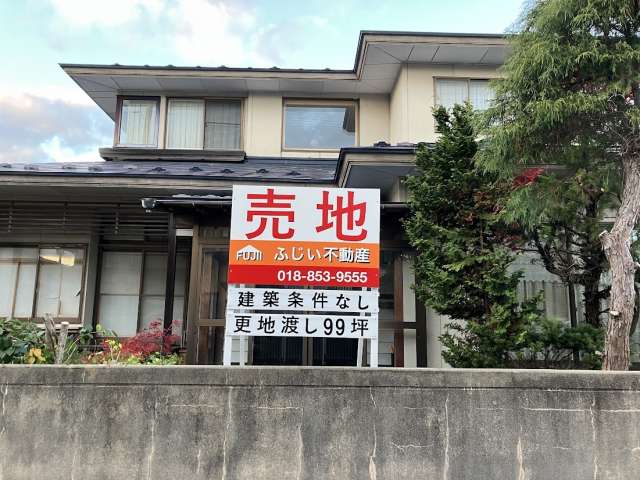 売地
FUJII ふじい不動産
018-853-9555
建築条件なし
更地渡し99坪